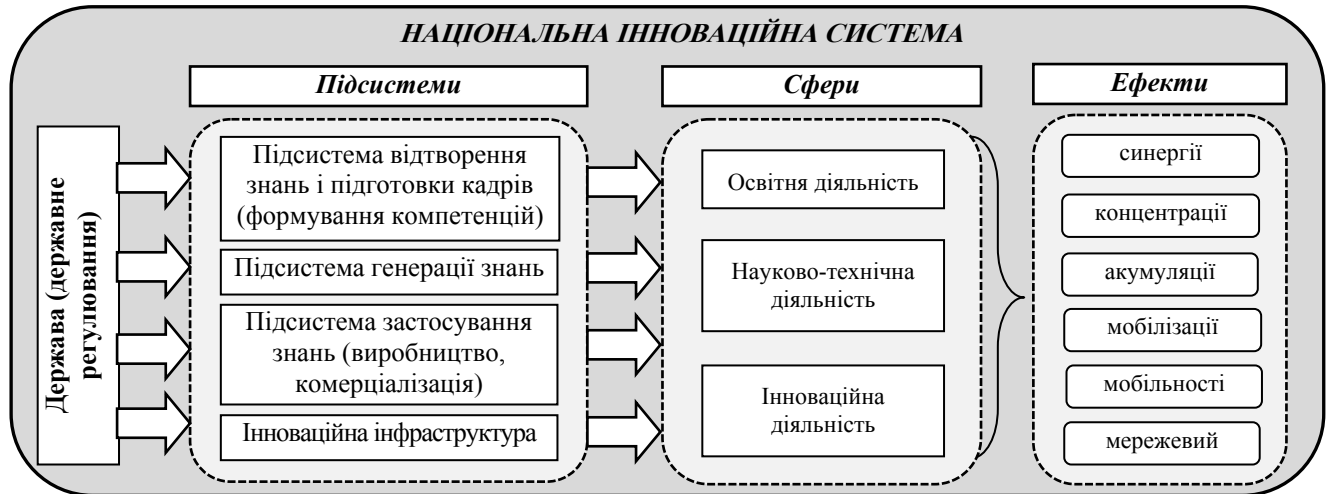 НАЦІОНАЛЬНА ІННОВАЦІЙНА СИСТЕМА
Підсистеми
Сфери
Ефекти
Держава (державне
регулювання)
Підсистема відтворення
знань і підготовки кадрів
(формування компетенцій)
Підсистема генерації знань
Підсистема застосування
знань (виробництво,
комерціалізація)
Інноваційна інфраструктура
Освітня діяльність
Науково-технічна
діяльність
Інноваційна
діяльність
синергії
концентрації
акумуляції
мобілізації
мобільності
мережевий